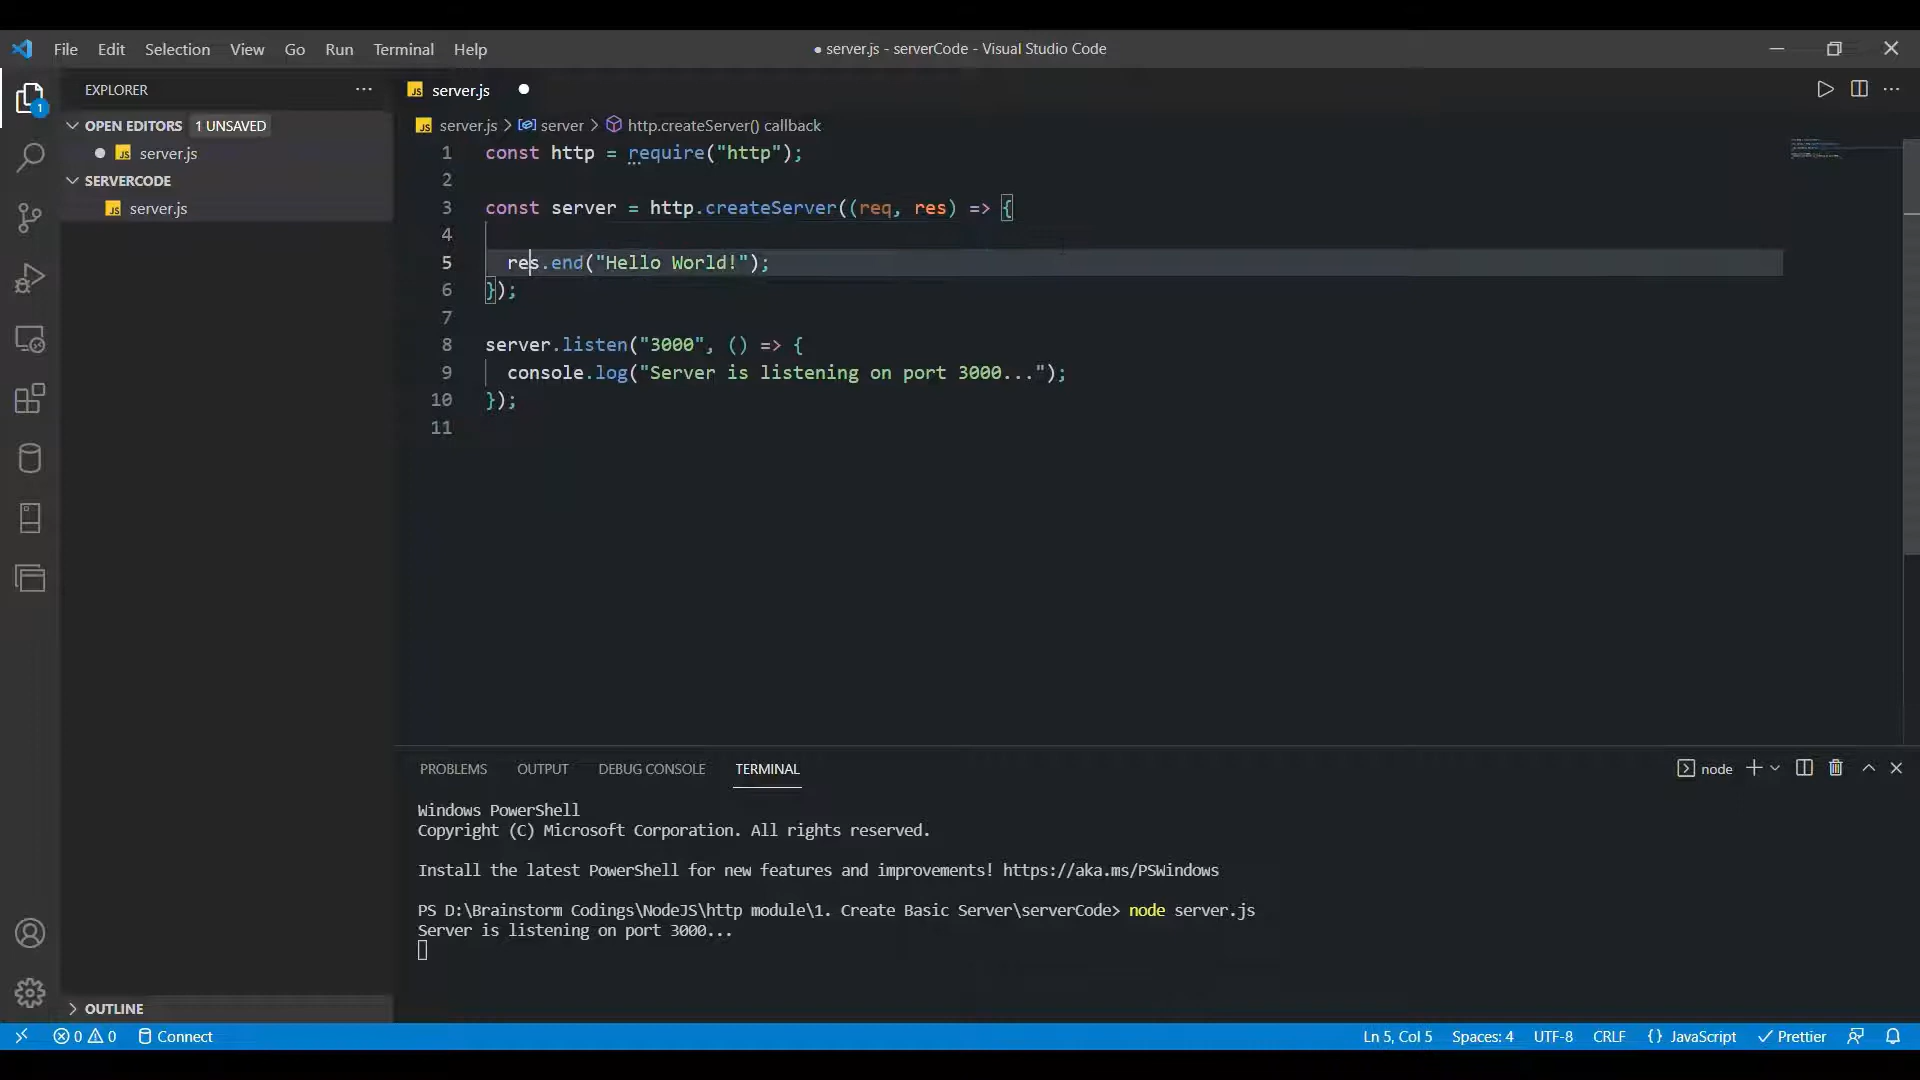 File Edit Selection View Go Run Terminal Help
● server.js - serverCode - Visual Studio Code
EXPLORER
1
OPEN EDITORS 1 UNSAVED
JS server.js
SERVERCODE
JS server.js
JS server.js
JS server.js > server > http.createServer() callback
1 const http = require("http");
2
3 const server = http.createServer((req, res) => {
4
5 res.end("Hello World!");
6 });
7
8 server.listen("3000", () => {
9 console.log("Server is listening on port 3000...");
10 });
11
PROBLEMS OUTPUT DEBUG CONSOLE TERMINAL
node
Windows PowerShell
Copyright (C) Microsoft Corporation. All rights reserved.
Install the latest PowerShell for new features and improvements! https://aka.ms/PSWindows
PS D:\Brainstorm Codings\NodeJS\http module\1. Create Basic Server\serverCode> node server.js
Server is listening on port 3000...
OUTLINE
0 0 Connect
Ln 5, Col 5 Spaces: 4 UTF-8 CRLF {} JavaScript Prettier